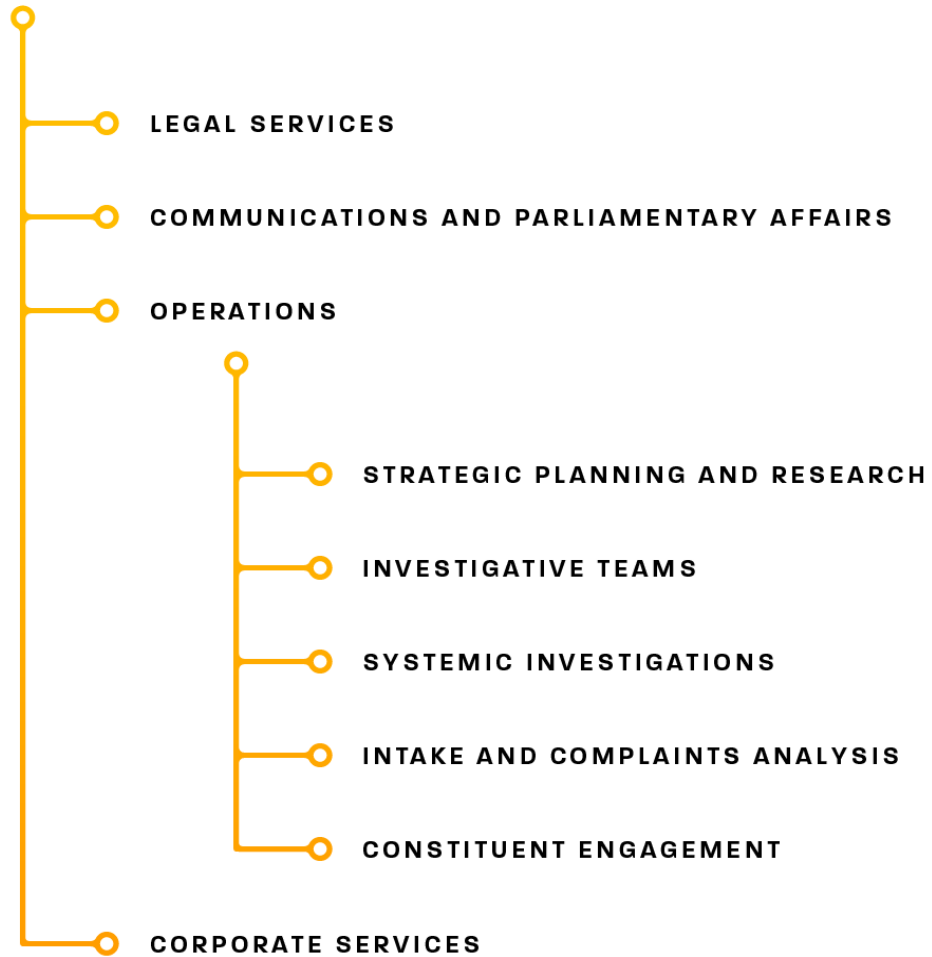 LEGAL SERVICES
COMMUNICATIONS AND PARLIAMENTARY AFFAIRS
OPERATIONS
STRATEGIC PLANNING AND RESEARCH
INVESTIGATIVE TEAMS
SYSTEMIC INVESTIGATIONS
INTAKE AND COMPLAINTS ANALYSIS
CONSTITUENT ENGAGEMENT
CORPORATE SERVICES